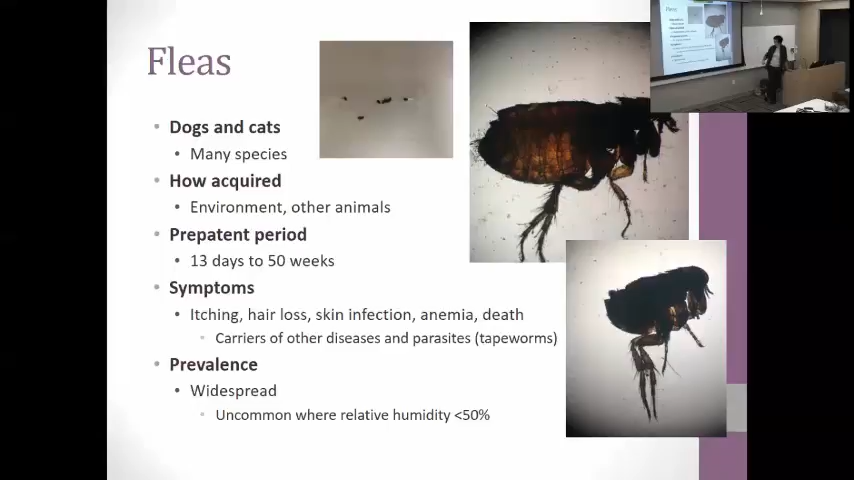 Fleas
Dogs and cats
Many species
How acquired
Environment, other animals
Prepatent period
13 days to 50 weeks
Symptoms
Itching, hair loss, skin infection, anemia, death
Carriers of other diseases and parasites (tapeworms)
Prevalence
Widespread
Uncommon where relative humidity <50%